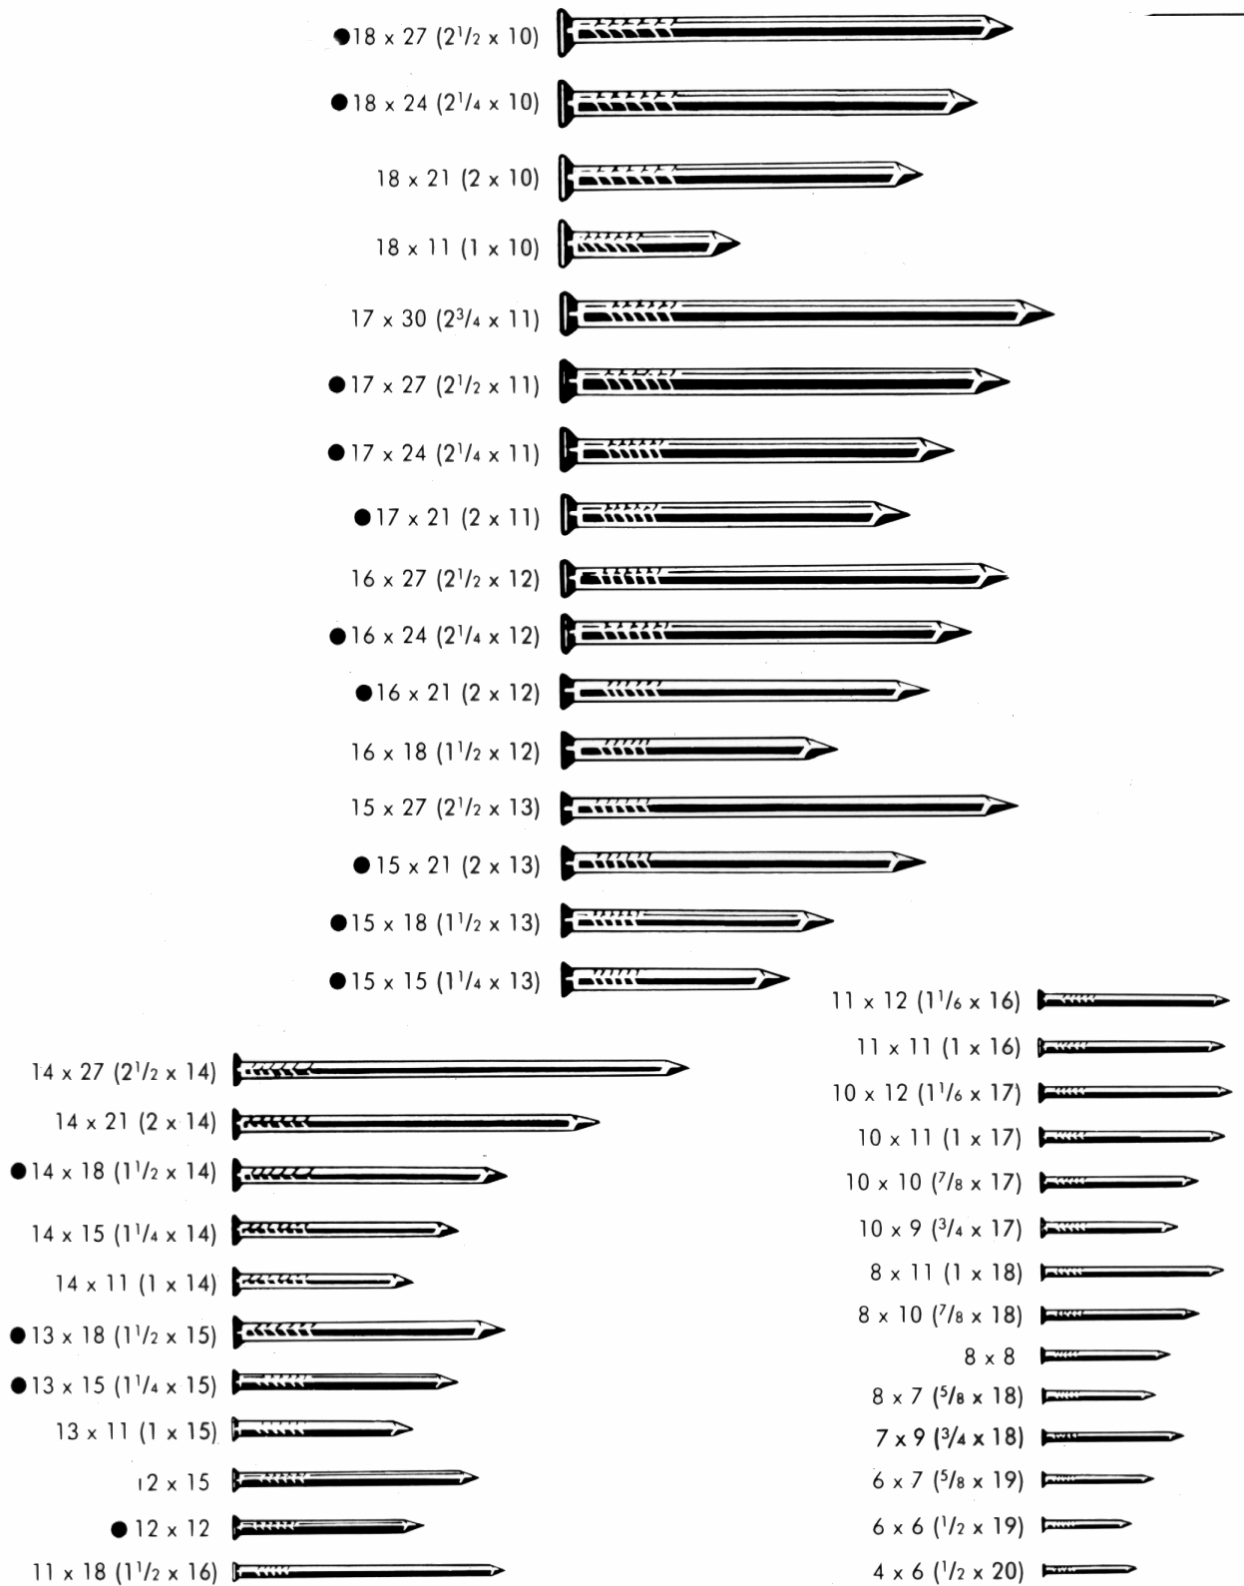 ●18 x 27 (2 1/2 x 10)
●18 x 24 (2 1/4 x 10)
18 x 21 (2 x 10)
18 x 11 (1 x 10)
17 x 30 (2 3/4 x 11)
●17 x 27 (2 1/2 x 11)
●17 x 24 (2 1/4 x 11)
●17 x 21 (2 x 11)
16 x 27 (2 1/2 x 12)
●16 x 24 (2 1/4 x 12)
●16 x 21 (2 x 12)
16 x 18 (1 1/2 x 12)
15 x 27 (2 1/2 x 13)
●15 x 21 (2 x 13)
●15 x 18 (1 1/2 x 13)
●15 x 15 (1 1/4 x 13)
14 x 27 (2 1/2 x 14)
14 x 21 (2 x 14)
●14 x 18 (1 1/2 x 14)
14 x 15 (1 1/4 x 14)
14 x 11 (1 x 14)
●13 x 18 (1 1/2 x 15)
●13 x 15 (1 1/4 x 15)
13 x 11 (1 x 15)
12 x 15
●12 x 12
11 x 18 (1 1/2 x 16)
11 x 12 (1 1/6 x 16)
11 x 11 (1 x 16)
10 x 12 (1 1/6 x 17)
10 x 11 (1 x 17)
10 x 10 (7/8 x 17)
10 x 9 (3/4 x 17)
8 x 11 (1 x 18)
8 x 10 (7/8 x 18)
8 x 8
8 x 7 (5/8 x 18)
7 x 9 (3/4 x 18)
6 x 7 (5/8 x 19)
6 x 6 (1/2 x 19)
4 x 6 (1/2 x 20)